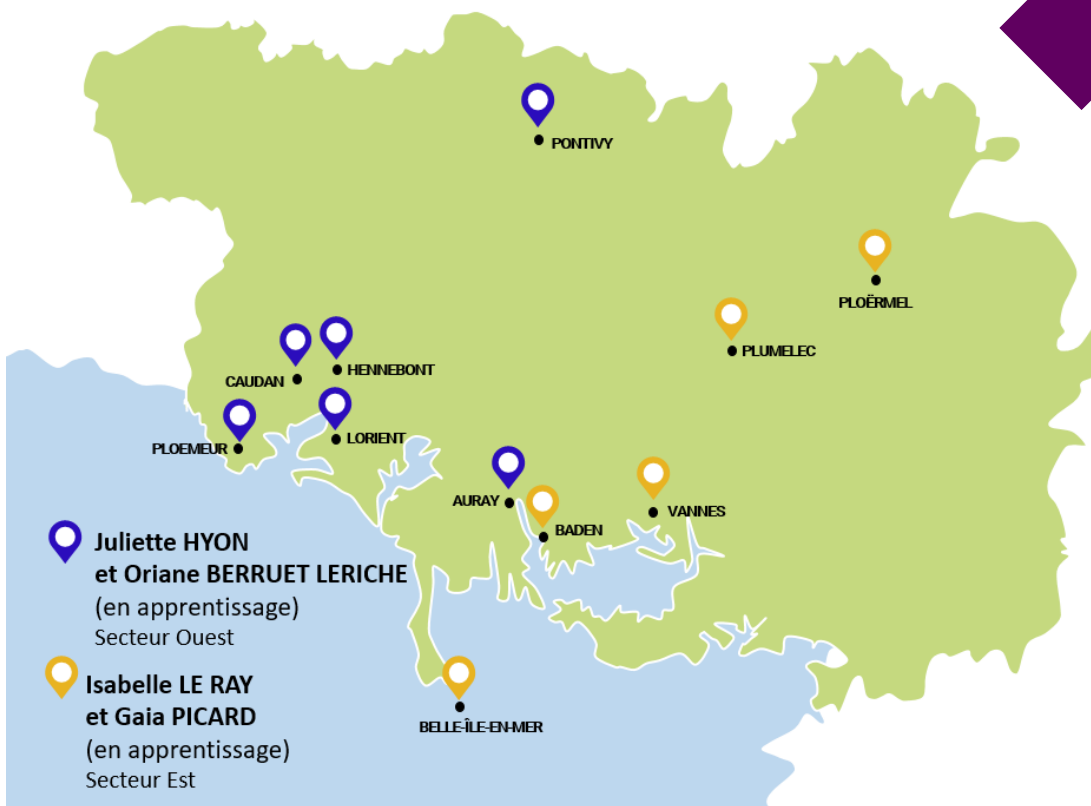 PONTIVY
PLOËRMEL
PLUMELEC
HENNEBONT
CAUDAN
LORIENT
PLOEMEUR
AURAY
VANNES
BADEN
Juliette HYON
et Oriane BERRUET LERICHE
(en apprentissage)
Secteur Ouest
Isabelle LE RAY
et Gaia PICARD
(en apprentissage)
Secteur Est
BELLE-ÎLE-EN-MER